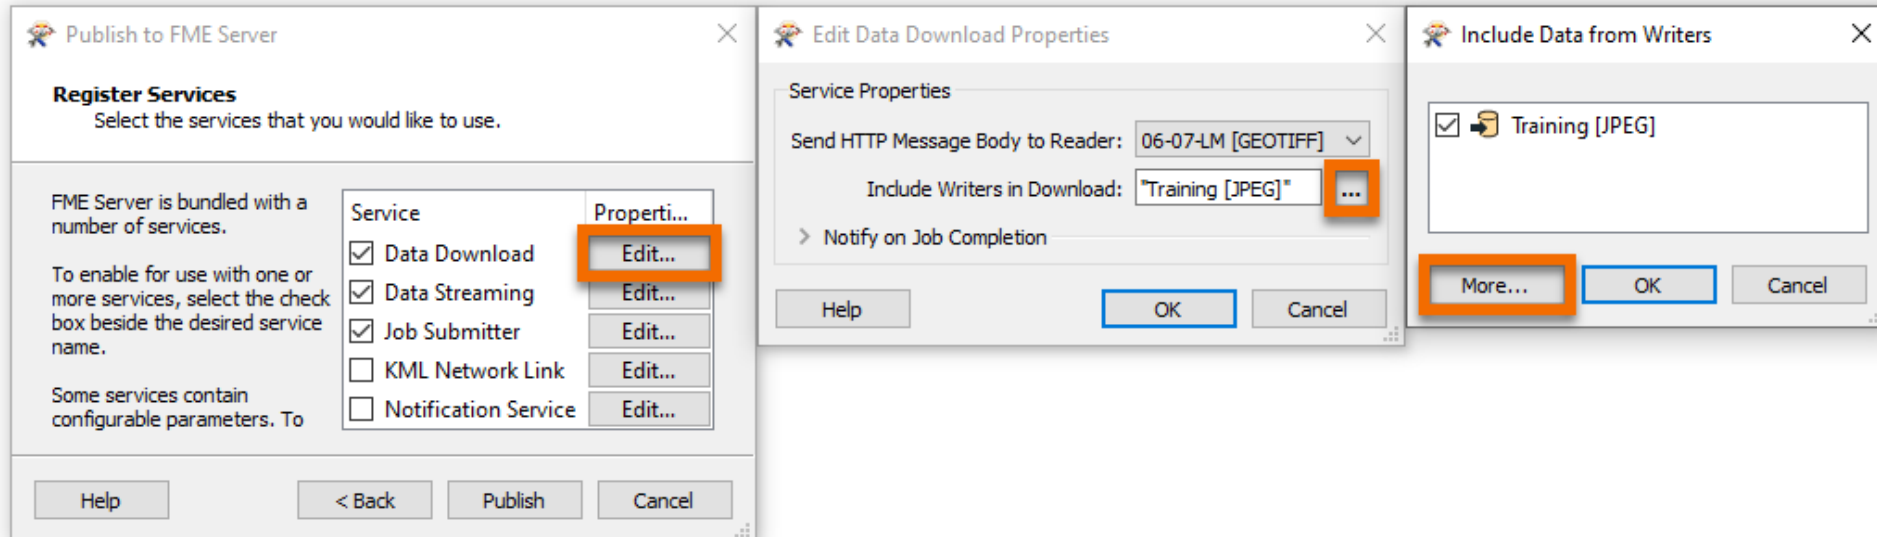 Publish to FME Server
Register Services
Select the services that you would like to use.
FME Server is bundled with a
number of services.
To enable for use with one or
more services, select the check
box beside the desired service
name.
Some services contain
configurable parameters. To
Service Properti...
Data Download Edit...
Data Streaming Edit...
Job Submitter Edit...
KML Network Link Edit...
Notification Service Edit...
Help < Back Publish Cancel
Edit Data Download Properties
Service Properties
Send HTTP Message Body to Reader: 06-07-LM [GEOTIFF]
Include Writers in Download: "Training [JPEG]" ...
Notify on Job Completion
Help OK Cancel
Include Data from Writers
Training [JPEG]
More... OK Cancel